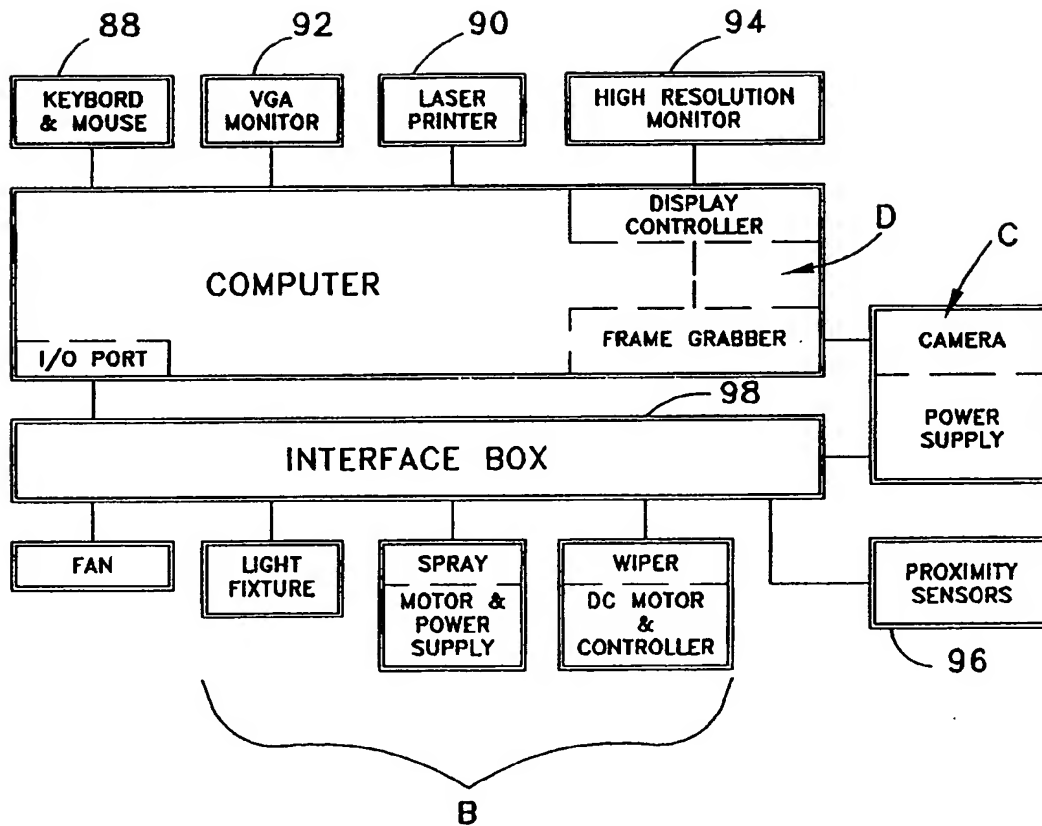 88
92
90
94
KEYBORD
& MOUSE
VGA
MONITOR
LASER
PRINTER
HIGH RESOLUTION
MONITOR
DISPLAY
CONTROLLER
D
C
COMPUTER
I/O PORT
FRAME GRABBER
CAMERA
POWER
SUPPLY
98
INTERFACE BOX
FAN
LIGHT
FIXTURE
SPRAY
MOTOR &
POWER
SUPPLY
WIPER
DC MOTOR
&
CONTROLLER
PROXIMITY
SENSORS
96
B